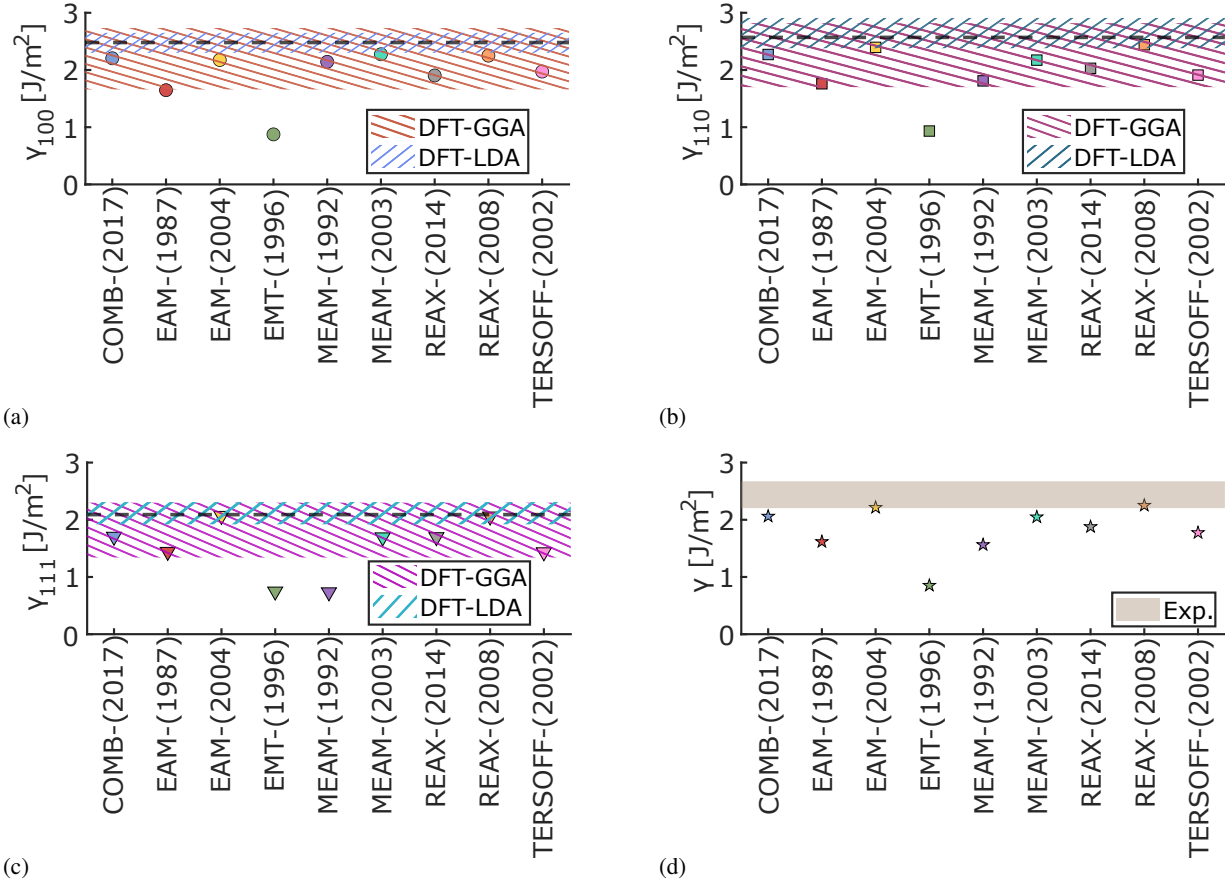 3
2
1
0
γ₁₀₀ [J/m²]
DFT-GGA
DFT-LDA
COMB-(2017)
EAM-(1987)
EAM-(2004)
EMT-(1996)
MEAM-(1992)
MEAM-(2003)
REAX-(2014)
REAX-(2008)
TERSOFF-(2002)
(a)
3
2
1
0
γ₁₁₀ [J/m²]
DFT-GGA
DFT-LDA
COMB-(2017)
EAM-(1987)
EAM-(2004)
EMT-(1996)
MEAM-(1992)
MEAM-(2003)
REAX-(2014)
REAX-(2008)
TERSOFF-(2002)
(b)
3
2
1
0
γ₁₁₁ [J/m²]
DFT-GGA
DFT-LDA
COMB-(2017)
EAM-(1987)
EAM-(2004)
EMT-(1996)
MEAM-(1992)
MEAM-(2003)
REAX-(2014)
REAX-(2008)
TERSOFF-(2002)
(c)
3
2
1
0
γ [J/m²]
Exp.
COMB-(2017)
EAM-(1987)
EAM-(2004)
EMT-(1996)
MEAM-(1992)
MEAM-(2003)
REAX-(2014)
REAX-(2008)
TERSOFF-(2002)
(d)